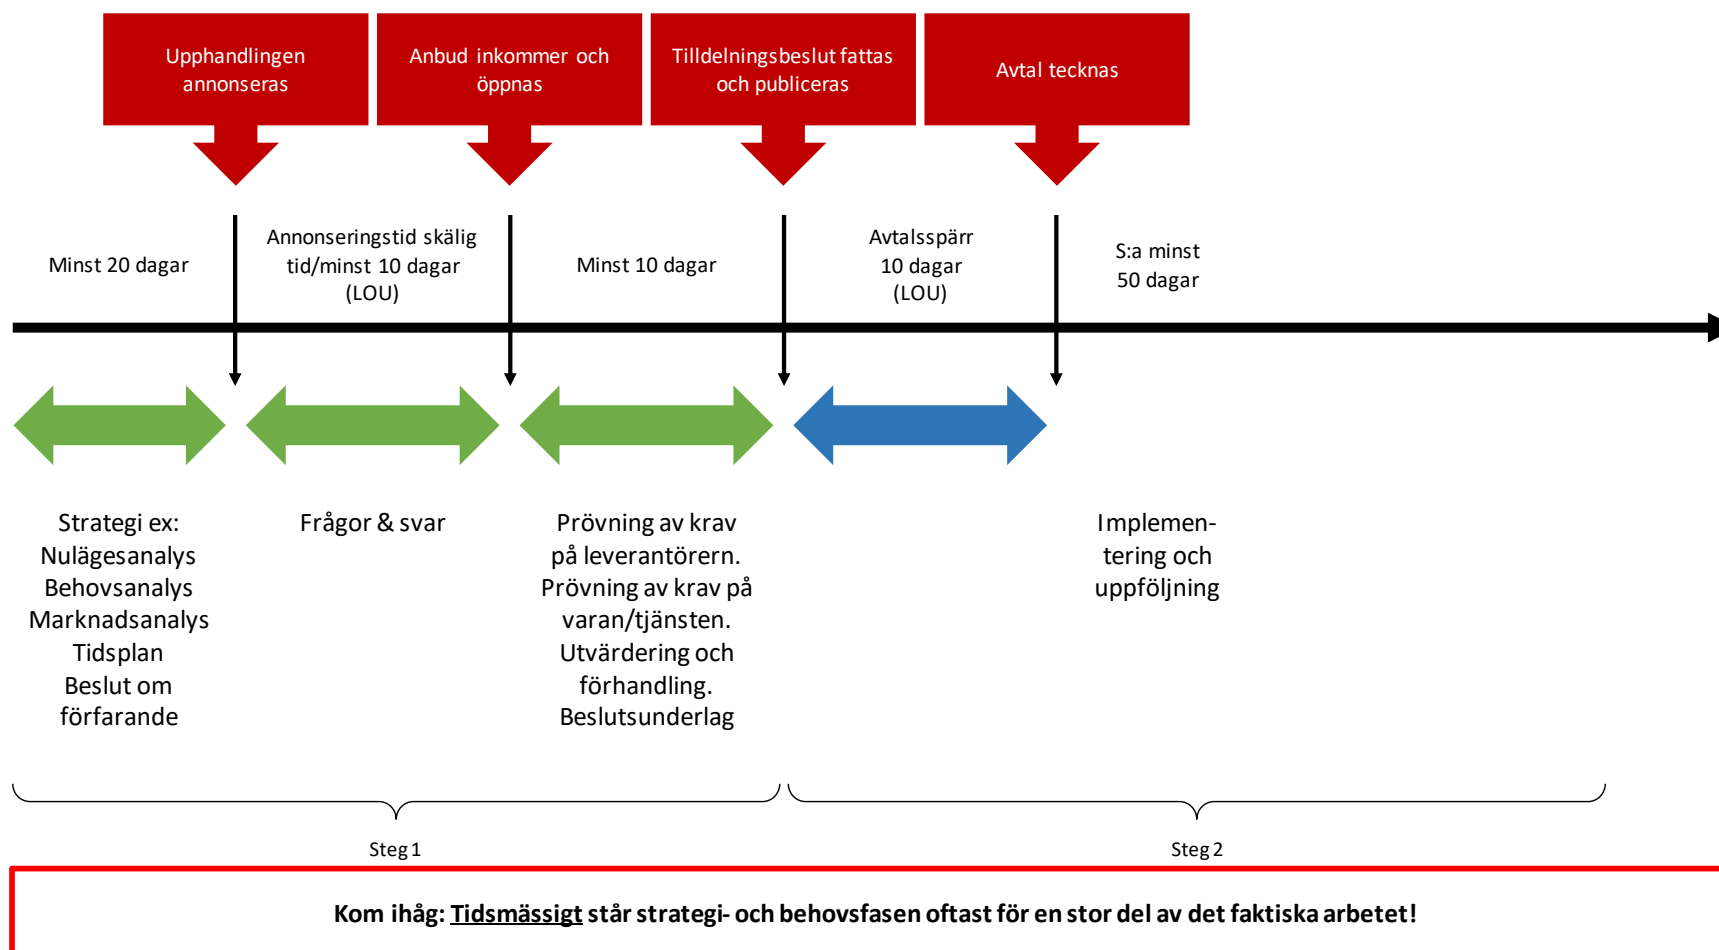 Upphandlingen
annonseras
Anbud inkommer och
öppnas
Tilldelningsbeslut fattas
och publiceras
Avtal tecknas
Minst 20 dagar
Annonseringstid skälig
tid/minst 10 dagar
(LOU)
Minst 10 dagar
Avtalsspärr
10 dagar
(LOU)
S:a minst
50 dagar
Strategi ex:
Nulägesanalys
Behovsanalys
Marknadsanalys
Tidsplan
Beslut om
förfarande
Frågor & svar
Prövning av krav
på leverantörern.
Prövning av krav på
varan/tjänsten.
Utvärdering och
förhandling.
Beslutsunderlag
Implemen-
tering och
uppföljning
Steg 1
Steg 2
Kom ihåg: Tidsmässigt står strategi- och behovsfasen oftast för en stor del av det faktiska arbetet!